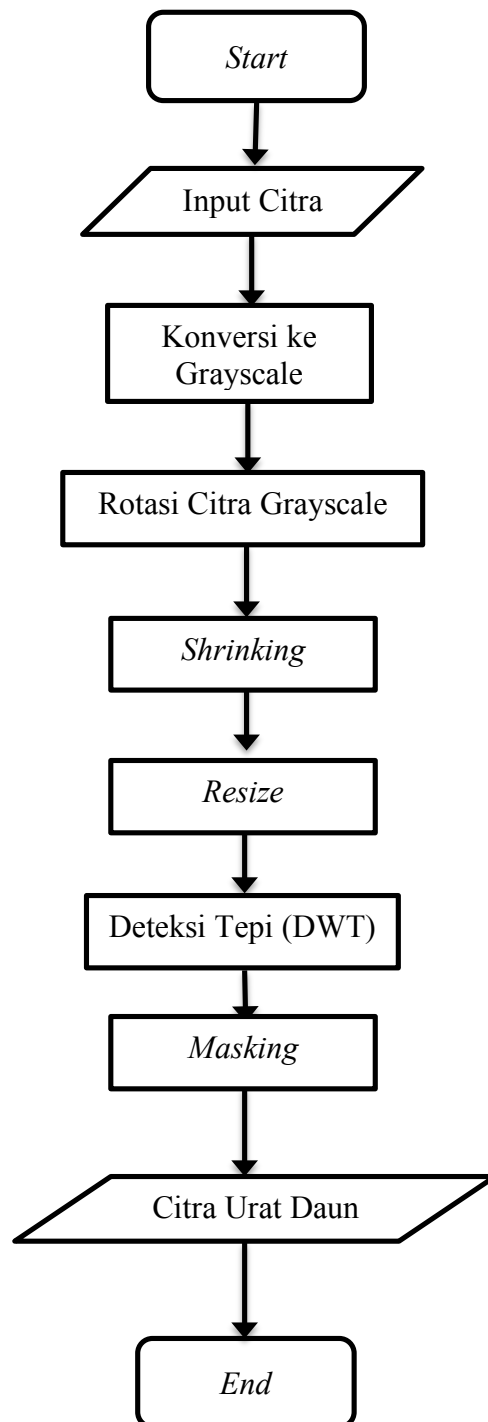 Start
Input Citra
Konversi ke
Grayscale
Rotasi Citra Grayscale
Shrinking
Resize
Deteksi Tepi (DWT)
Masking
Citra Urat Daun
End